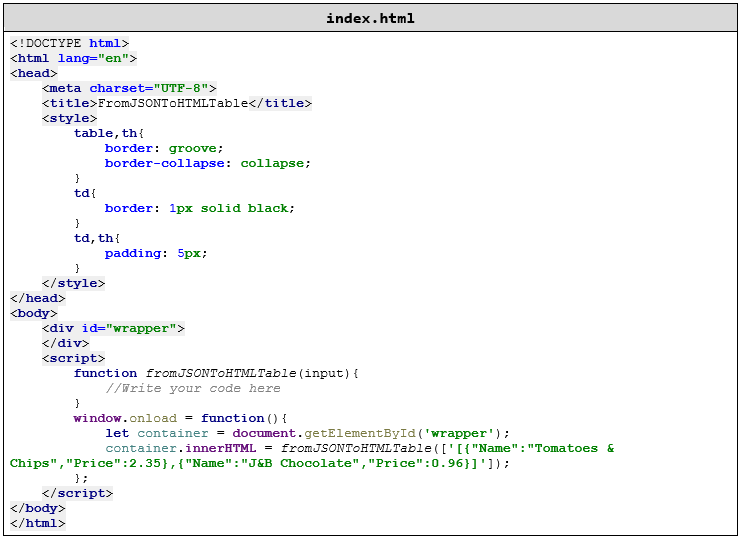 index.html
<!DOCTYPE html>
<html lang="en">
<head>
    <meta charset="UTF-8">
    <title>FromJSONToHTMLTable</title>
    <style>
        table,th{
            border: groove;
            border-collapse: collapse;
        }
        td{
            border: 1px solid black;
        }
        td,th{
            padding: 5px;
        }
    </style>
</head>
<body>
    <div id="wrapper">
    </div>
    <script>
        function fromJSONToHTMLTable(input){
            //Write your code here
        }
        window.onload = function(){
            let container = document.getElementById('wrapper');
            container.innerHTML = fromJSONToHTMLTable(['[{"Name":"Tomatoes &
Chips","Price":2.35},{"Name":"J&B Chocolate","Price":0.96}]']);
        };
    </script>
</body>
</html>